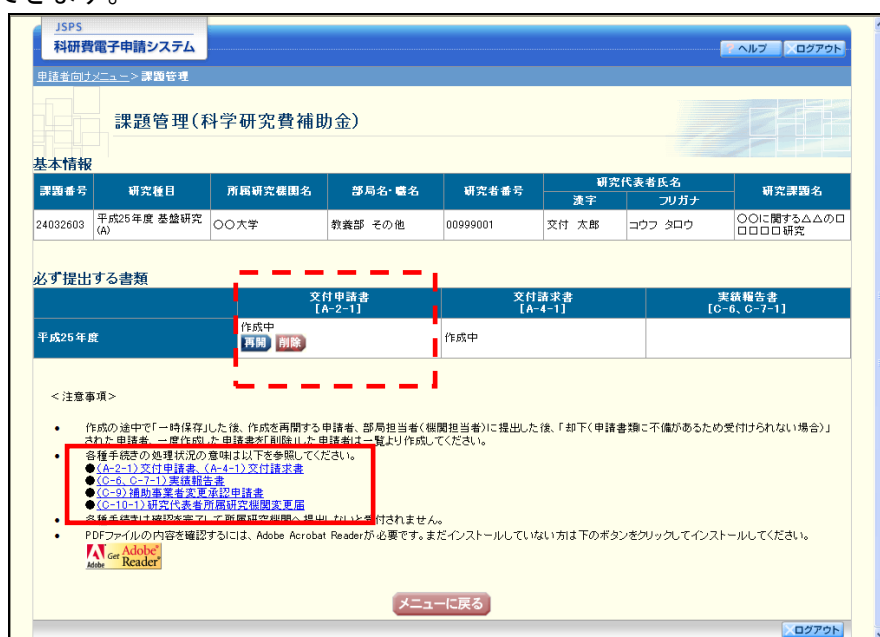 できます。
JSPS
科研費電子申請システム
ヘルプ
ログアウト
申請者向けメニュー>課題管理
課題管理(科学研究費補助金)
基本情報
課題番号 研究種目 所属研究機関名 部局名・職名 研究者番号 研究代表者氏名 研究課題名
漢字 フリガナ
24032603 平成25年度 基盤研究(A) 〇〇大学 教養部 その他 00999001 交付 太郎 コウフ タロウ 〇〇に関する△△の口口口口口研究
必ず提出する書類
交付申請書 [A-2-1] 交付請求書 [A-4-1] 実績報告書 [C-6、C-7-1]
平成25年度 作成中 再開 削除 作成中
<注意事項>
• 作成の途中で「一時保存」した後、作成を再開する申請者、部局担当者(機関担当者)に提出した後、「却下(申請書類に不備があるため受付けられない場合)」
された申請者、一度作成した申請書を「削除」した申請者は一覧より作成してください。
• 各種手続きの処理状況の意味は以下を参照してください。
●(A-2-1)交付申請書、(A-4-1)交付請求書
●(C-6、C-7-1)実績報告書
●(C-9)補助事業者変更承認申請書
●(C-10-1)研究代表者所属研究機関変更届
• 各種手続きは確認を完了して所属研究機関へ提出しないと受付されません。
• PDFファイルの内容を確認するには、Adobe Acrobat Readerが必要です。まだインストールしていない方は下のボタンをクリックしてインストールしてください。
Adobe Get Adobe® Reader®
メニューに戻る
ログアウト